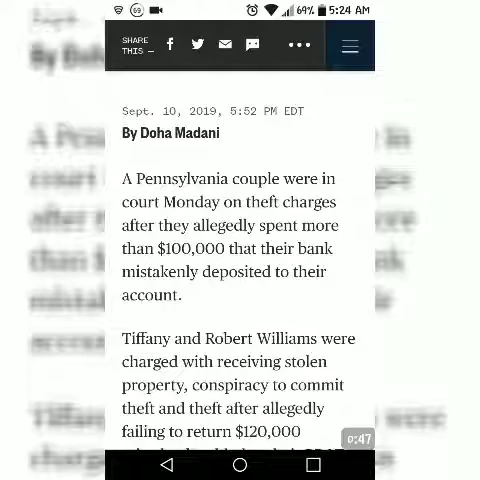 69
69% 5:24 AM
SHARE
THIS —
Sept. 10, 2019, 5:52 PM EDT
By Doha Madani
A Pennsylvania couple were in
court Monday on theft charges
after they allegedly spent more
than $100,000 that their bank
mistakenly deposited to their
account.
Tiffany and Robert Williams were
charged with receiving stolen
property, conspiracy to commit
theft and theft after allegedly
failing to return $120,000
0:47